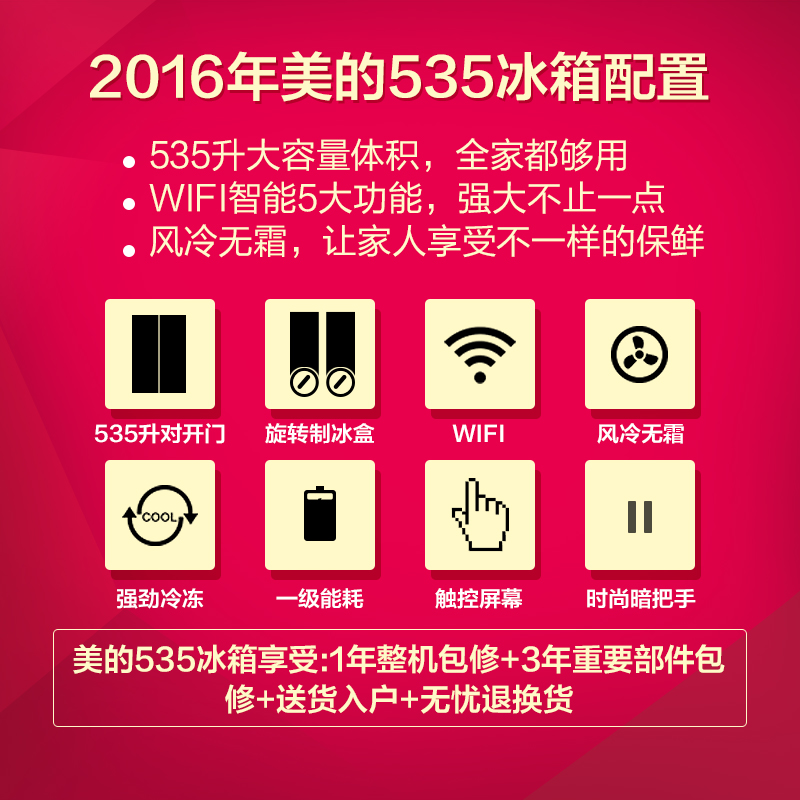 2016年美的535冰箱配置
535升大容量体积，全家都够用
WIFI智能5大功能，强大不止一点
风冷无霜，让家人享受不一样的保鲜
535升对开门
旋转制冰盒
WIFI
风冷无霜
COOL
强劲冷冻
一级能耗
触控屏幕
时尚暗把手
美的535冰箱享受:1年整机包修+3年重要部件包
修+送货入户+无忧退换货